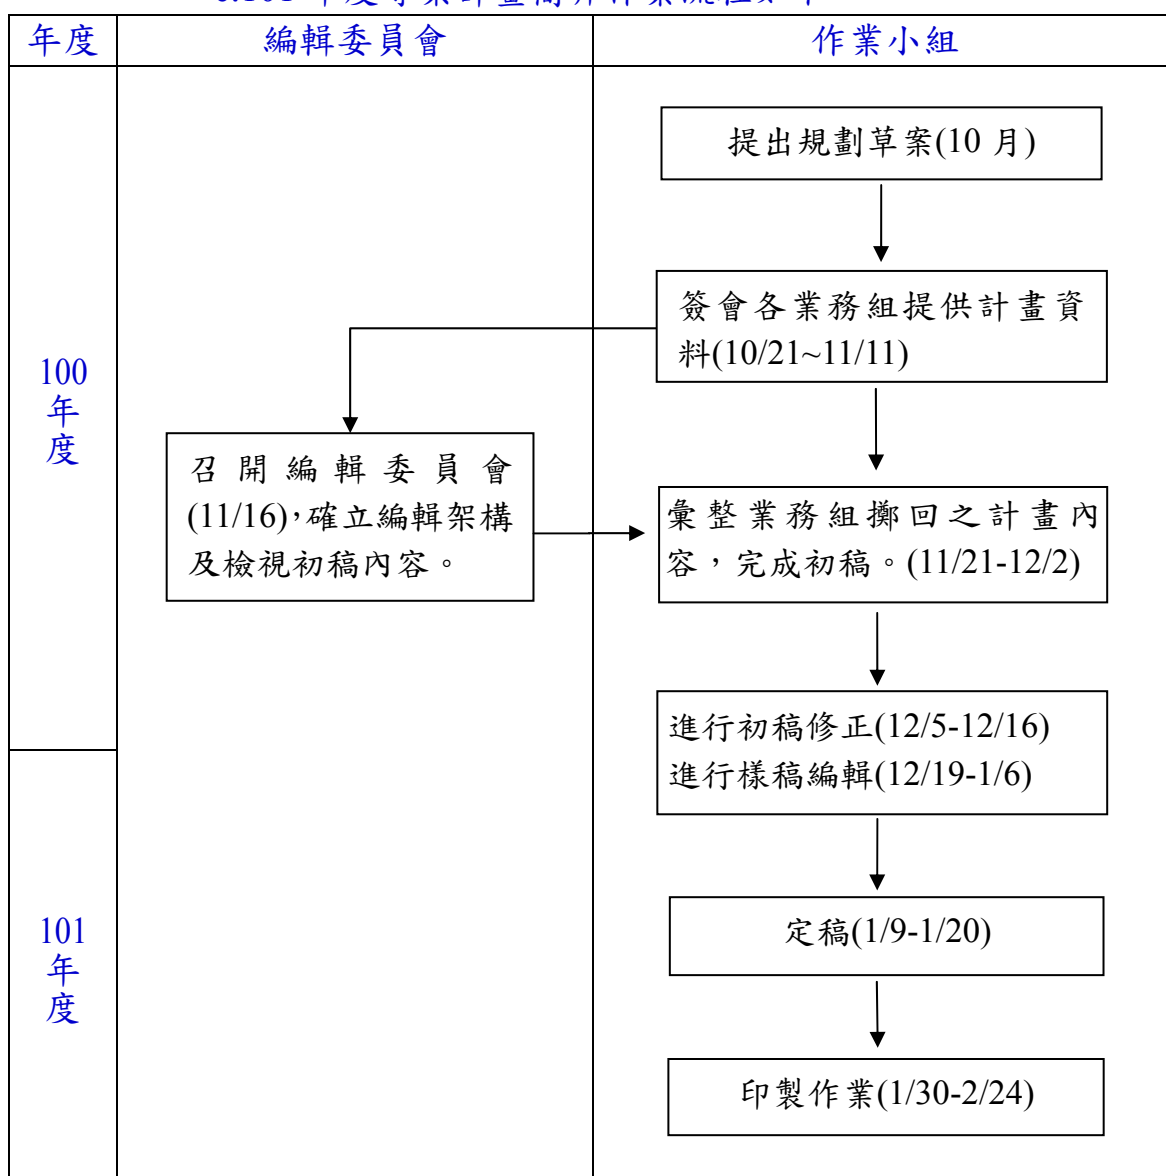 年度
編輯委員會
作業小組
100
年
度
提出規劃草案(10 月)
簽會各業務組提供計畫資
料(10/21~11/11)
召開編輯委員會
(11/16),確立編輯架構
及檢視初稿內容。
彙整業務組擲回之計畫內
容,完成初稿。(11/21-12/2)
進行初稿修正(12/5-12/16)
進行樣稿編輯(12/19-1/6)
101
年
度
定稿(1/9-1/20)
印製作業(1/30-2/24)